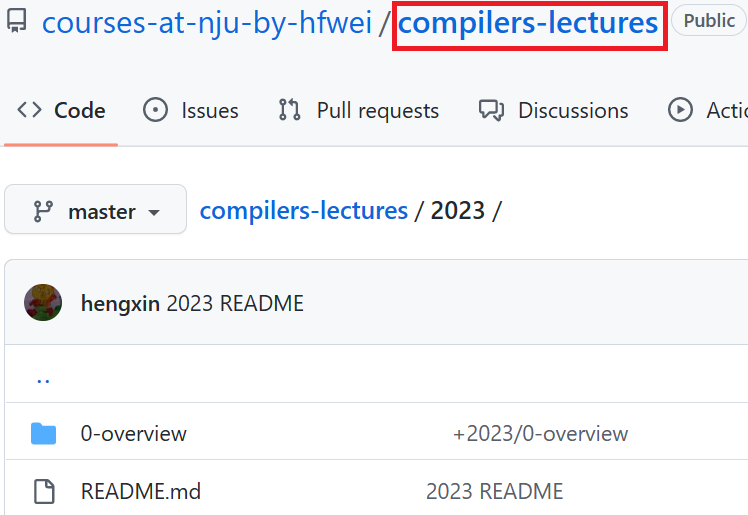 courses-at-nju-by-hfwei / compilers-lectures Public
Code Issues Pull requests Discussions Actio
master compilers-lectures / 2023 /
hengxin 2023 README
..
0-overview +2023/0-overview
README.md 2023 README